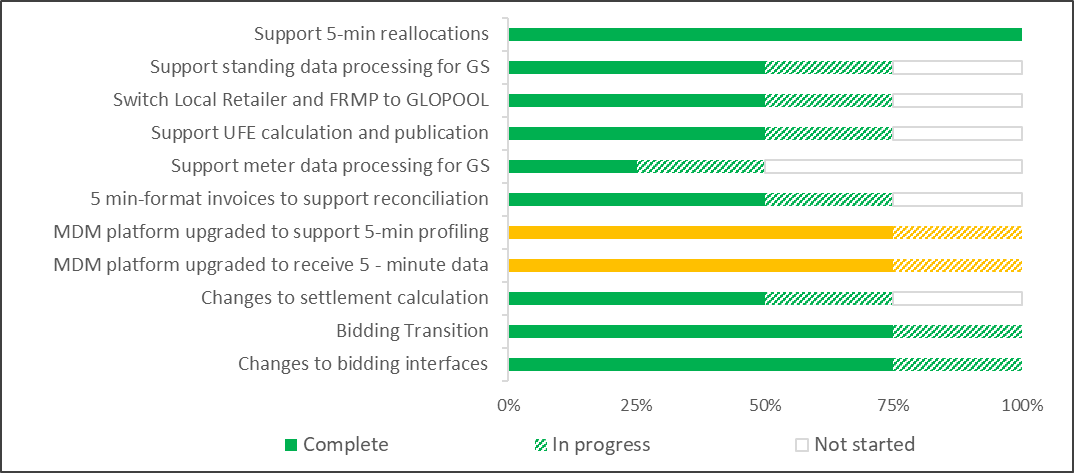 Support 5-min reallocations
Support standing data processing for GS
Switch Local Retailer and FRMP to GLOPOOL
Support UFE calculation and publication
Support meter data processing for GS
5 min-format invoices to support reconciliation
MDM platform upgraded to support 5-min profiling
MDM platform upgraded to receive 5 - minute data
Changes to settlement calculation
Bidding Transition
Changes to bidding interfaces
0% 25% 50% 75% 100%
Complete In progress Not started